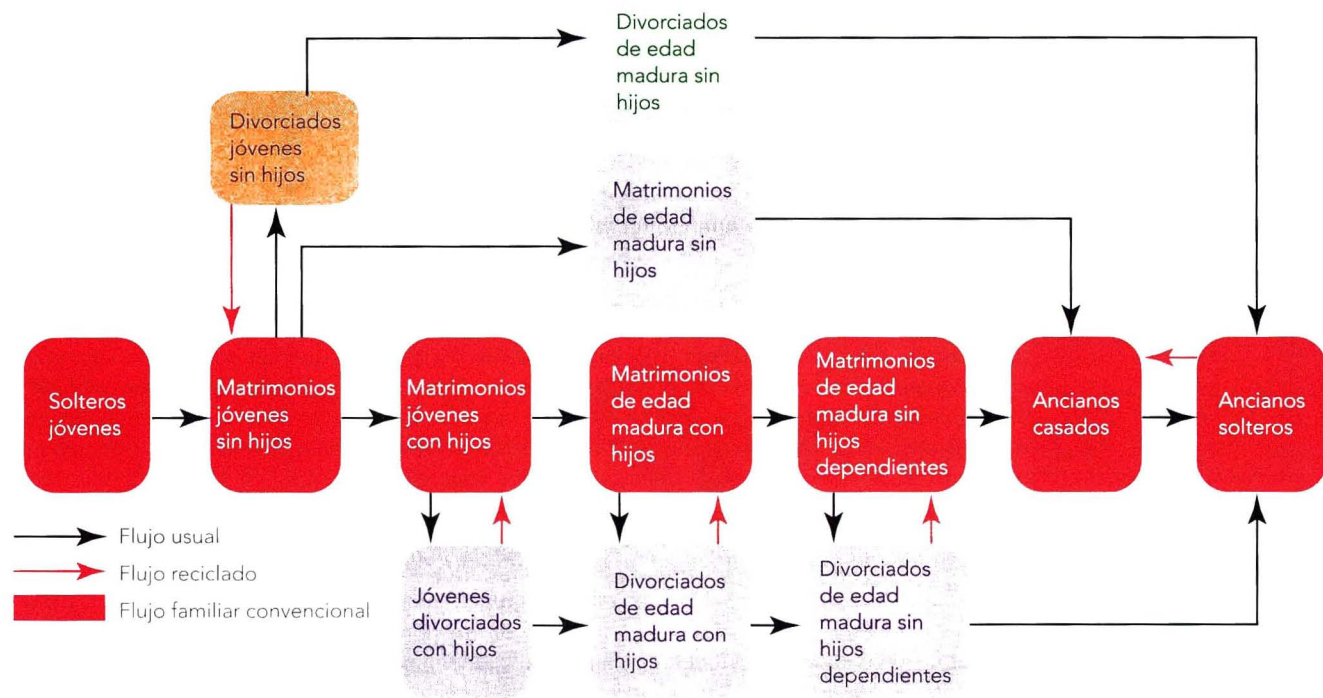 Divorciados
de edad
madura sin
hijos
Divorciados
jóvenes
sin hijos
Matrimonios
de edad
madura sin
hijos
Solteros
jóvenes
Matrimonios
jóvenes
sin hijos
Matrimonios
jóvenes
con hijos
Matrimonios
de edad
madura con
hijos
Matrimonios
de edad
madura sin
hijos
dependientes
Ancianos
casados
Ancianos
solteros
Flujo usual
Flujo reciclado
Flujo familiar convencional
Jóvenes
divorciados
con hijos
Divorciados
de edad
madura con
hijos
Divorciados
de edad
madura sin
hijos
dependientes